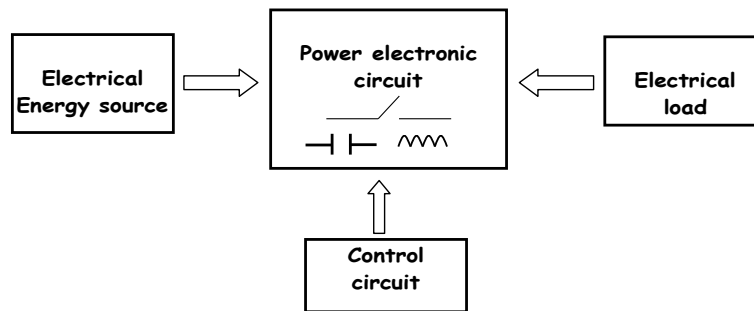 Electrical
Energy source
Power electronic
circuit
Electrical
load
Control
circuit